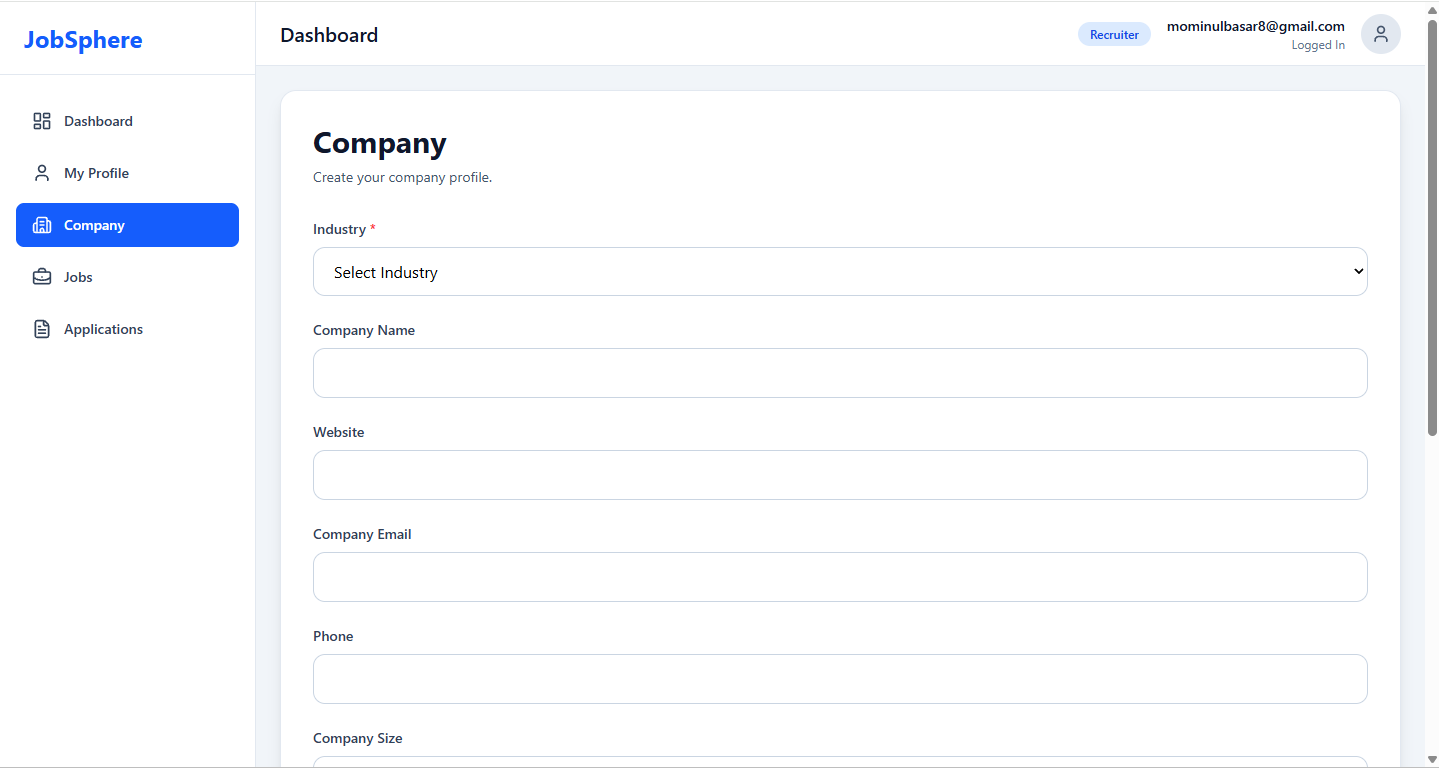 JobSphere
Dashboard
Recruiter
mominulbasar8@gmail.com
Logged In
Dashboard
My Profile
Company
Jobs
Applications
Company
Create your company profile.
Industry *
Select Industry
Company Name
Website
Company Email
Phone
Company Size